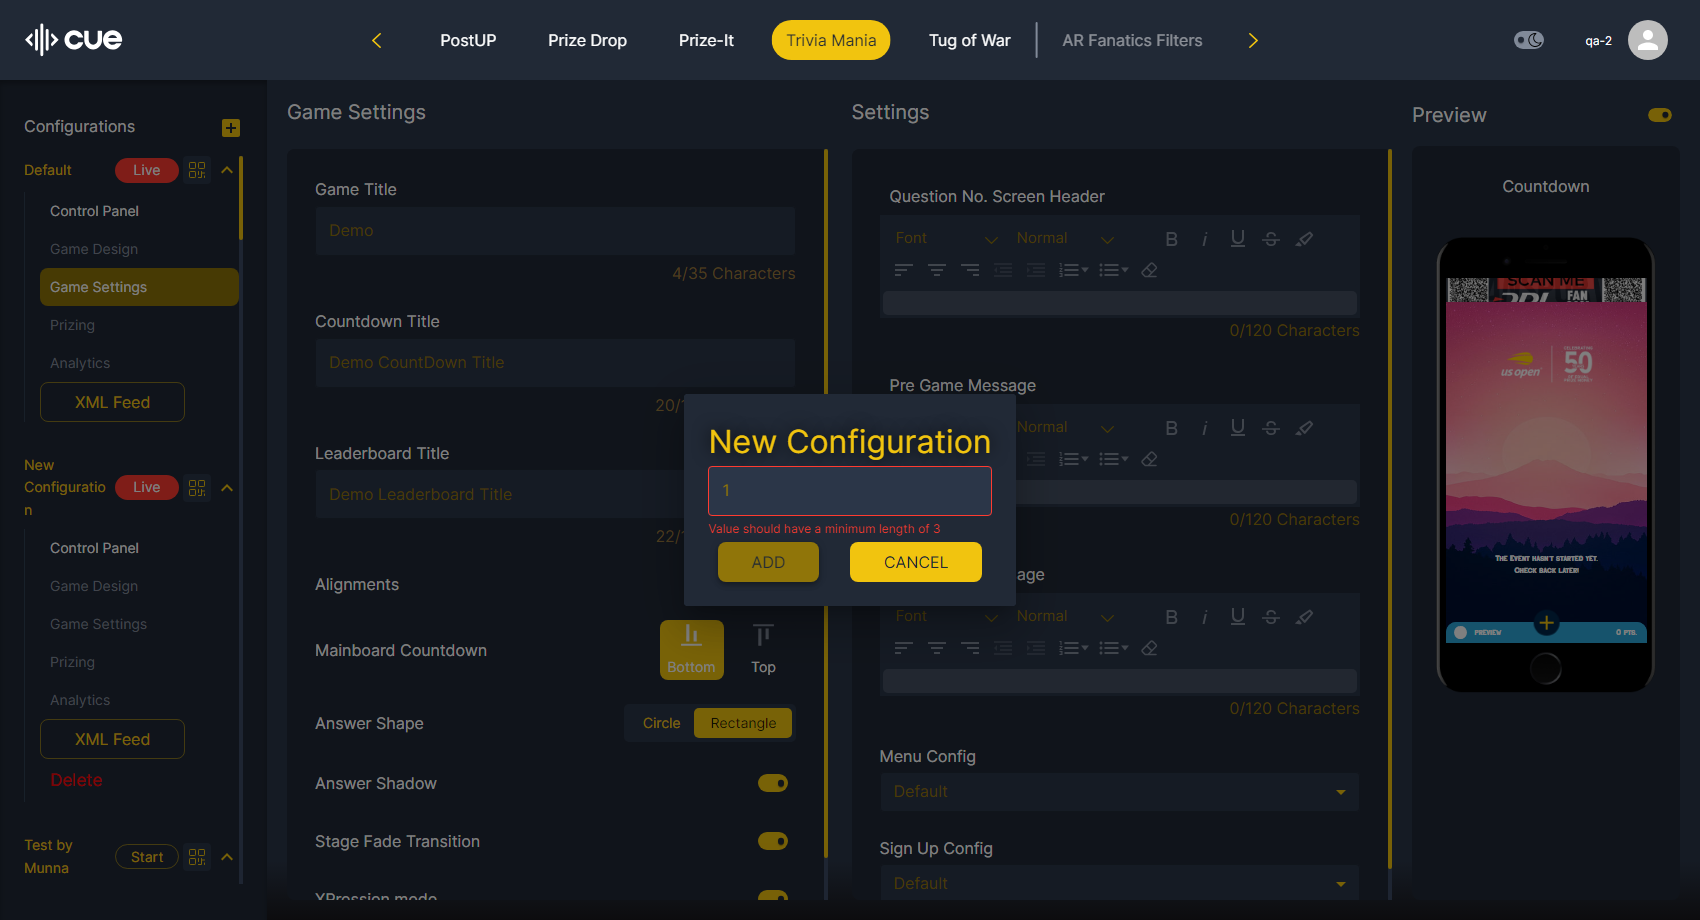 cue
PostUP
Prize Drop
Prize-It
Trivia Mania
Tug of War
AR Fanatics Filters
qa-2
Configurations
Default
Live
Control Panel
Game Design
Game Settings
Prizing
Analytics
XML Feed
New
Configuratio
n
Live
Control Panel
Game Design
Game Settings
Prizing
Analytics
XML Feed
Delete
Test by
Munna
Start
Game Settings
Game Title
Demo
4/35 Characters
Countdown Title
Demo CountDown Title
20/
Leaderboard Title
Demo Leaderboard Title
22/
Alignments
Mainboard Countdown
Bottom
Top
Answer Shape
Circle
Rectangle
Answer Shadow
Stage Fade Transition
XPression mode
New Configuration
1
Value should have a minimum length of 3
ADD
CANCEL
Settings
Question No. Screen Header
Font
Normal
0/120 Characters
Pre Game Message
Normal
0/120 Characters
age
Font
Normal
0/120 Characters
Menu Config
Default
Sign Up Config
Default
Preview
Countdown
SCAN ME
FAN
us open
CELEBRATING
50
The Event hasn't started yet.
Check back later!
PREVIEW
0 PTS.